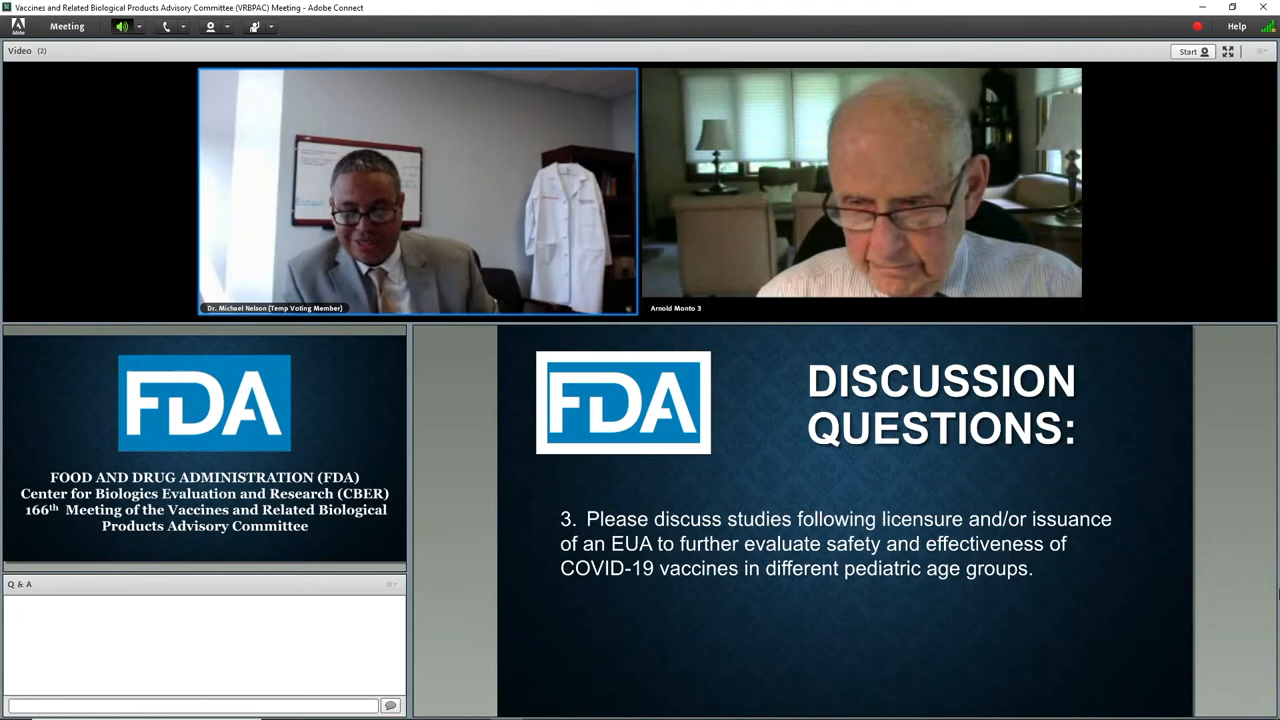 Vaccines and Related Biological Products Advisory Committee (VRBPAC) Meeting - Adobe Connect
Adobe
Meeting
Help
Video (2)
Start
Dr. Michael Nelson (Temp Voting Member)
Arnold Monto 3
FDA
FOOD AND DRUG ADMINISTRATION (FDA)
Center for Biologics Evaluation and Research (CBER)
166th Meeting of the Vaccines and Related Biological
Products Advisory Committee
Q & A
FDA
DISCUSSION
QUESTIONS:
3. Please discuss studies following licensure and/or issuance
of an EUA to further evaluate safety and effectiveness of
COVID-19 vaccines in different pediatric age groups.